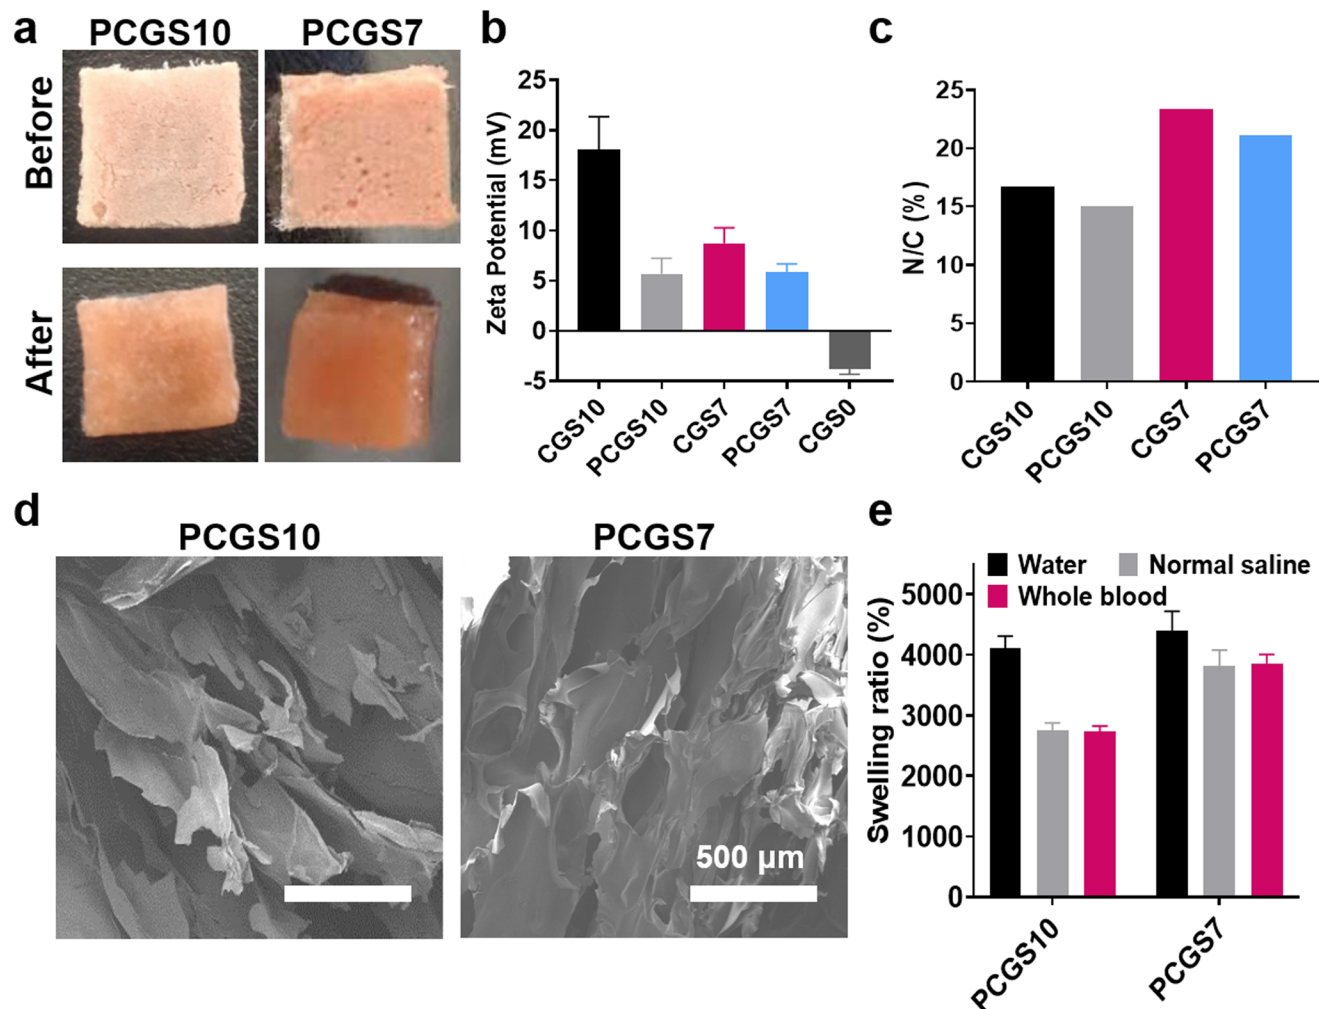 a
PCGS10 PCGS7
Before
After
b
Zeta Potential (mV)
25
20
15
10
5
0
-5
CGS10 PCGS10 CGS7 PCGS7 CGS0
c
N/C (%)
25
20
15
10
5
0
CGS10 PCGS10 CGS7 PCGS7
d
PCGS10 PCGS7
500 μm
e
Water Normal saline
Whole blood
Swelling ratio (%)
5000
4000
3000
2000
1000
0
PCGS10 PCGS7